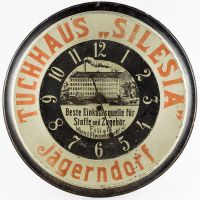 TUCHHAUS „SILESIA"
Beste Einkaufsquelle für
Stoffe und Zugehör.
Jägerndorf